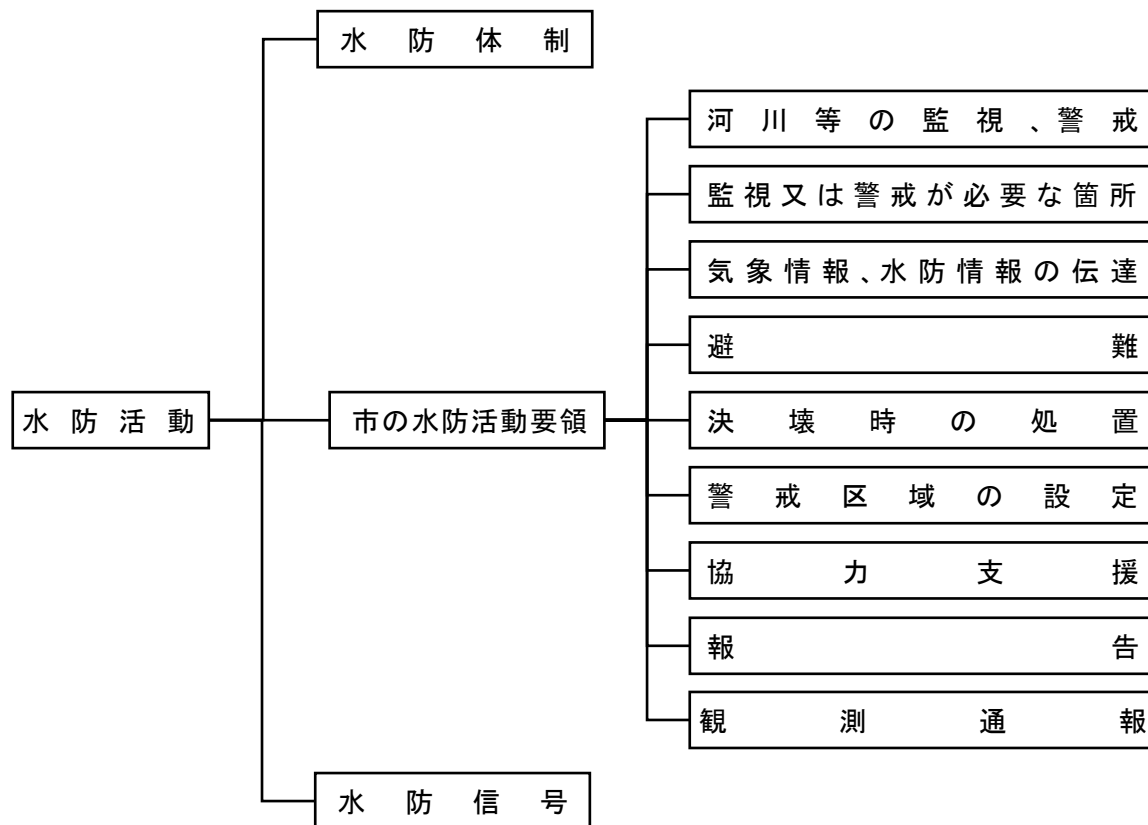 水防体制
河川等の監視、警戒
監視又は警戒が必要な箇所
気象情報、水防情報の伝達
避難
水防活動
市の水防活動要領
決壊時の処置
警戒区域の設定
協力支援
報告
観測通報
水防信号